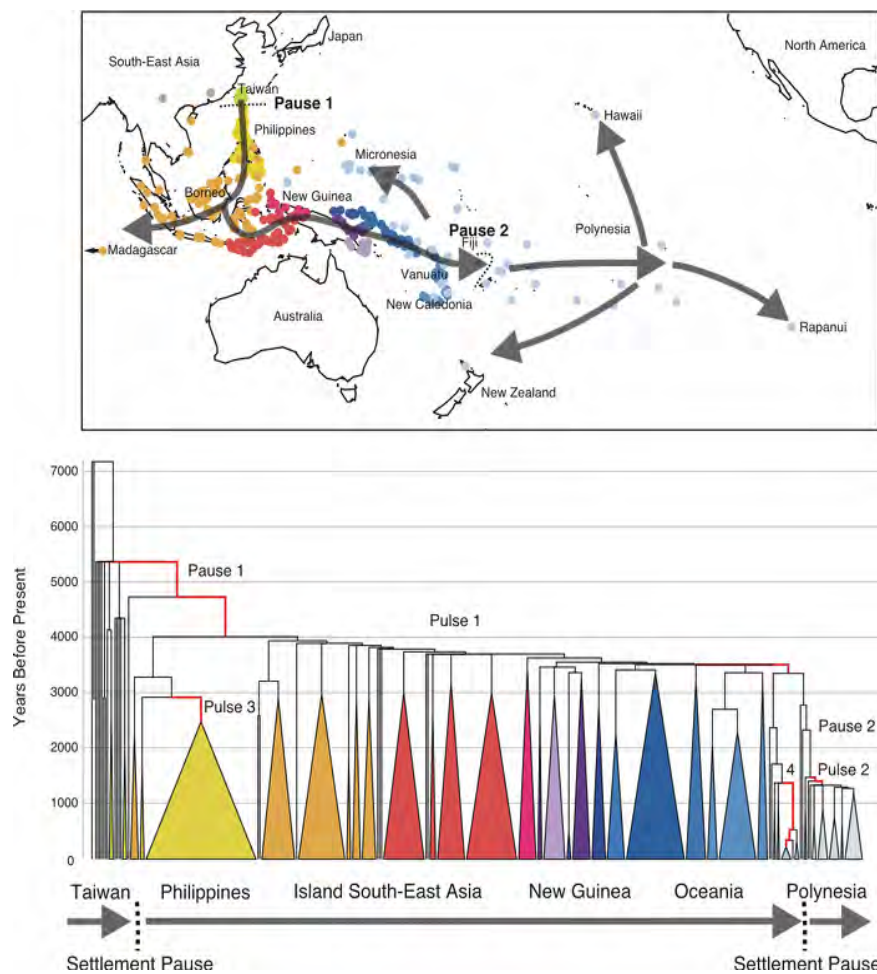 Japan
North America
South-East Asia
Taiwan
Pause 1
Hawaii
Philippines
Micronesia
Borneo
New Guinea
Pause 2
Polynesia
Fiji
Madagascar
Vanuatu
New Caledonia
Australia
Rapanui
New Zealand
7000
6000
Pause 1
5000
Pulse 1
4000
Years Before Present
3000
Pulse 3
Pause 2
2000
4
Pulse 2
1000
0
Taiwan Philippines Island South-East Asia New Guinea Oceania Polynesia
Settlement Pause Settlement Pause